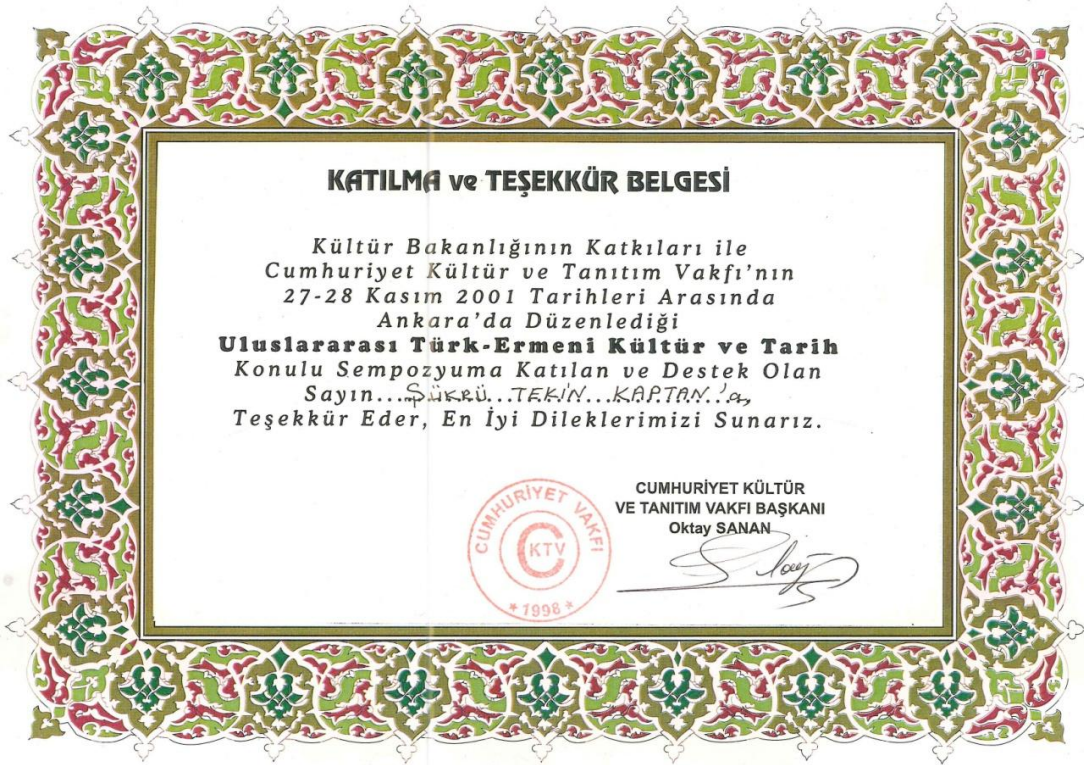 KATILMA ve TEŞEKKÜR BELGESİ
Kültür Bakanlığının Katkıları ile
Cumhuriyet Kültür ve Tanıtım Vakfı'nın
27-28 Kasım 2001 Tarihleri Arasında
Ankara'da Düzenlediği
Uluslararası Türk-Ermeni Kültür ve Tarih
Konulu Sempozyuma Katılan ve Destek Olan
Sayın...ŞÜKRÜ...TEKİN...KAPTAN.'a,
Teşekkür Eder, En İyi Dileklerimizi Sunarız.
CUMHURİYET KÜLTÜR
VE TANITIM VAKFI BAŞKANI
Oktay SANAN
CUMHURİYET VAKFI
C
KTV
*1998*